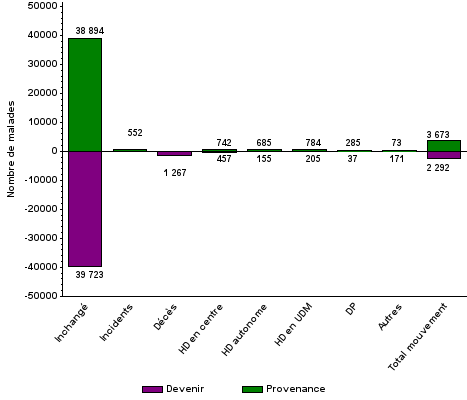 50000
40000
30000
20000
10000
0
-10000
-20000
-30000
-40000
-50000
Nombre de malades
38 894
552
742
685
784
285
73
3 673
39 723
1 267
457
155
205
37
171
2 292
Inchangé
Incidents
Décès
HD en centre
HD autonome
HD en UDM
DP
Autres
Total mouvement
Devenir
Provenance